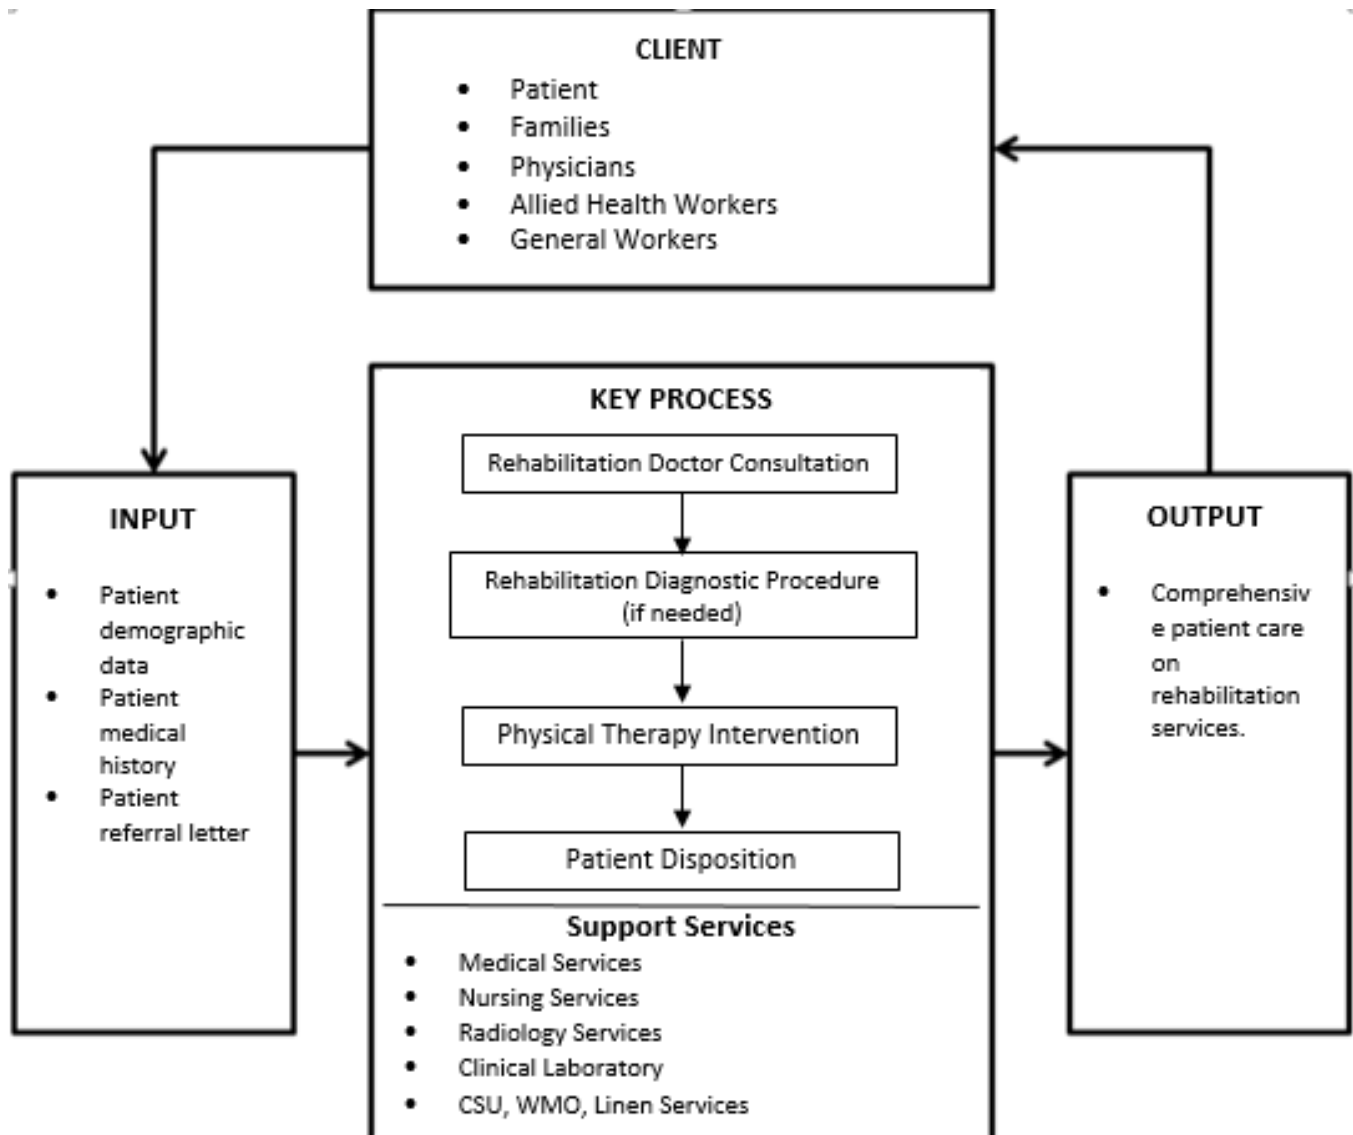 CLIENT
• Patient
• Families
• Physicians
• Allied Health Workers
• General Workers
INPUT
• Patient
demographic
data
• Patient
medical
history
• Patient
referral letter
KEY PROCESS
Rehabilitation Doctor Consultation
Rehabilitation Diagnostic Procedure
(if needed)
Physical Therapy Intervention
Patient Disposition
Support Services
• Medical Services
• Nursing Services
• Radiology Services
• Clinical Laboratory
• CSU, WMO, Linen Services
OUTPUT
• Comprehensiv
e patient care
on
rehabilitation
services.